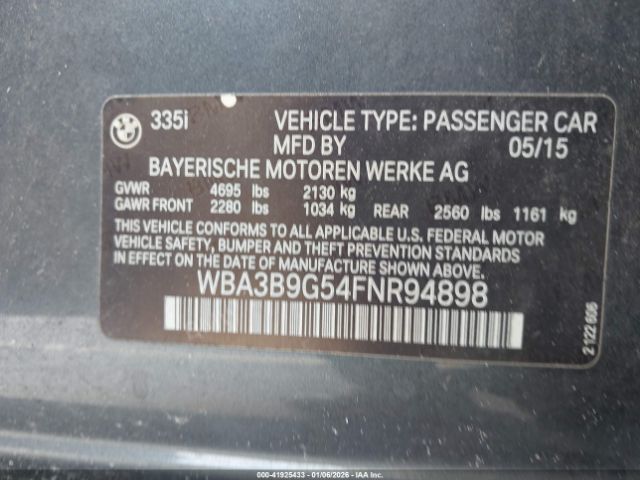 335i VEHICLE TYPE: PASSENGER CAR
MFD BY 05/15
BAYERISCHE MOTOREN WERKE AG
GVWR 4695 lbs 2130 kg
GAWR FRONT 2280 lbs 1034 kg REAR 2560 lbs 1161 kg
THIS VEHICLE CONFORMS TO ALL APPLICABLE U.S. FEDERAL MOTOR
VEHICLE SAFETY, BUMPER AND THEFT PREVENTION STANDARDS
IN EFFECT ON THE DATE OF MANUFACTURE SHOWN ABOVE.
WBA3B9G54FNR94898
2 122 606
000-41925433 - 01/06/2026 - IAA Inc.